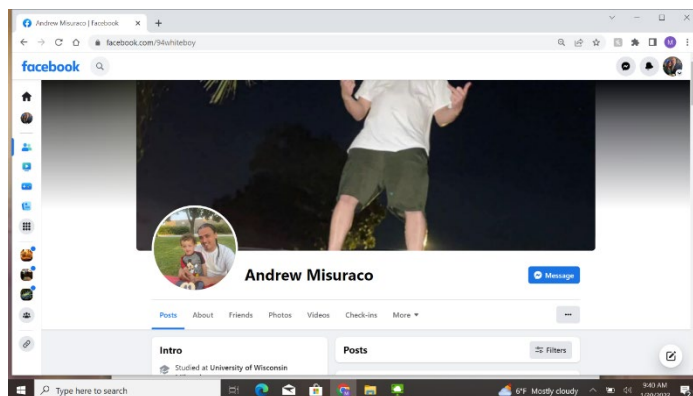 Andrew Misuraco | Facebook
facebook.com/94whiteboy
facebook
Andrew Misuraco
Message
Posts About Friends Photos Videos Check-ins More
Intro
Studied at University of Wisconsin
Posts
Filters
Type here to search
6°F Mostly cloudy
9:40 AM